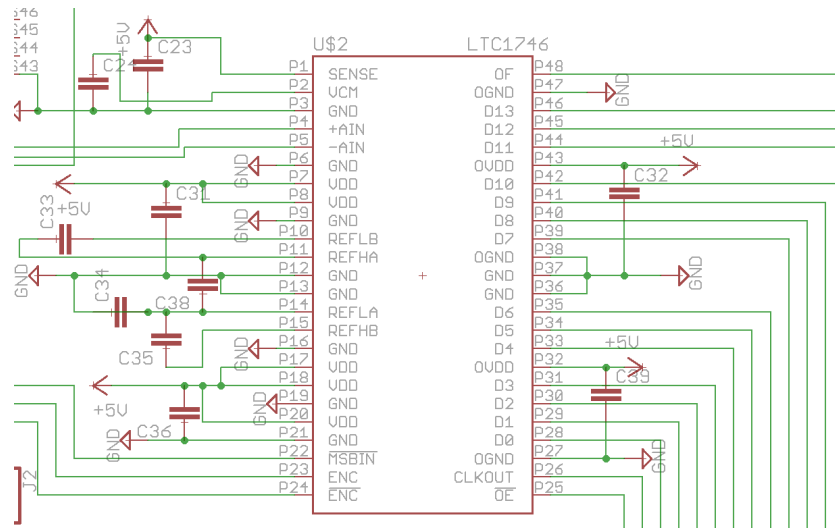 S46
S45
S44
S43
+5V
C23
C24
U$2
LTC1746
P1 SENSE
P2 VCM
P3 GND
P4 +AIN
P5 -AIN
P6 GND
P7 VDD
P8 VDD
P9 GND
P10 REFLB
P11 REFHA
P12 GND
P13 GND
P14 REFLA
P15 REFHB
P16 GND
P17 VDD
P18 VDD
P19 GND
P20 VDD
P21 GND
P22 MSBIN
P23 ENC
P24 ENC
OF P48
OGND P47
D13 P46
D12 P45
D11 P44
OVDD P43
D10 P42
D9 P41
D8 P40
D7 P39
OGND P38
GND P37
GND P36
D6 P35
D5 P34
D4 P33
OVDD P32
D3 P31
D2 P30
D1 P29
D0 P28
OGND P27
CLKOUT P26
OE P25
GND
C31
C33
+5V
GND
GND
C34
C38
C35
GND
+5V
GND
C36
GND
J2
GND
+5V
C32
GND
+5V
C39
GND